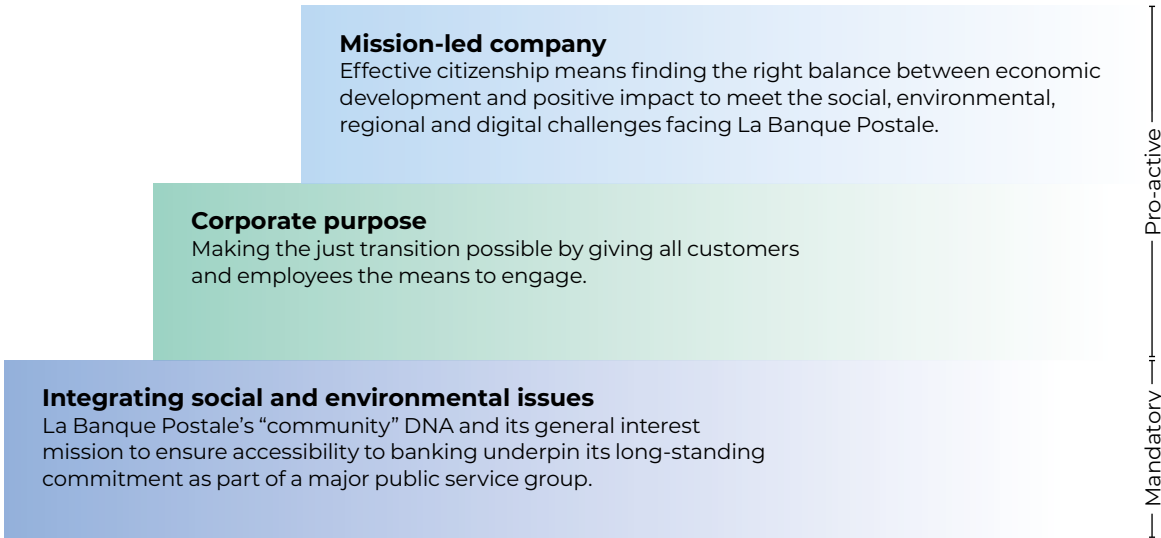 Mission-led company
Effective citizenship means finding the right balance between economic
development and positive impact to meet the social, environmental,
regional and digital challenges facing La Banque Postale.
Pro-active
Corporate purpose
Making the just transition possible by giving all customers
and employees the means to engage.
Integrating social and environmental issues
La Banque Postale’s “community” DNA and its general interest
mission to ensure accessibility to banking underpin its long-standing
commitment as part of a major public service group.
Mandatory